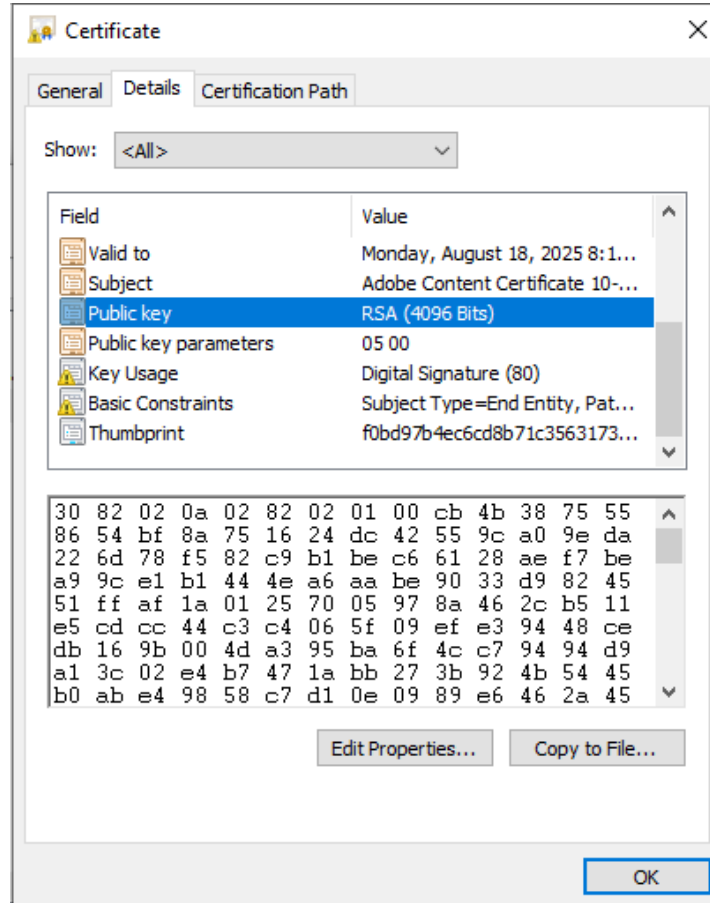 Certificate
General Details Certification Path
Show: <All>
Field Value
Valid to Monday, August 18, 2025 8:1...
Subject Adobe Content Certificate 10-...
Public key RSA (4096 Bits)
Public key parameters 05 00
Key Usage Digital Signature (80)
Basic Constraints Subject Type=End Entity, Pat...
Thumbprint f0bd97b4ec6cd8b71c3563173...
30 82 02 0a 02 82 02 01 00 cb 4b 38 75 55
86 54 bf 8a 75 16 24 dc 42 55 9c a0 9e da
22 6d 78 f5 82 c9 b1 be c6 61 28 ae f7 be
a9 9c e1 b1 44 4e a6 aa be 90 33 d9 82 45
51 ff af 1a 01 25 70 05 97 8a 46 2c b5 11
e5 cd cc 44 c3 c4 06 5f 09 ef e3 94 48 ce
db 16 9b 00 4d a3 95 ba 6f 4c c7 94 94 d9
a1 3c 02 e4 b7 47 1a bb 27 3b 92 4b 54 45
b0 ab e4 98 58 c7 d1 0e 09 89 e6 46 2a 45
Edit Properties... Copy to File...
OK